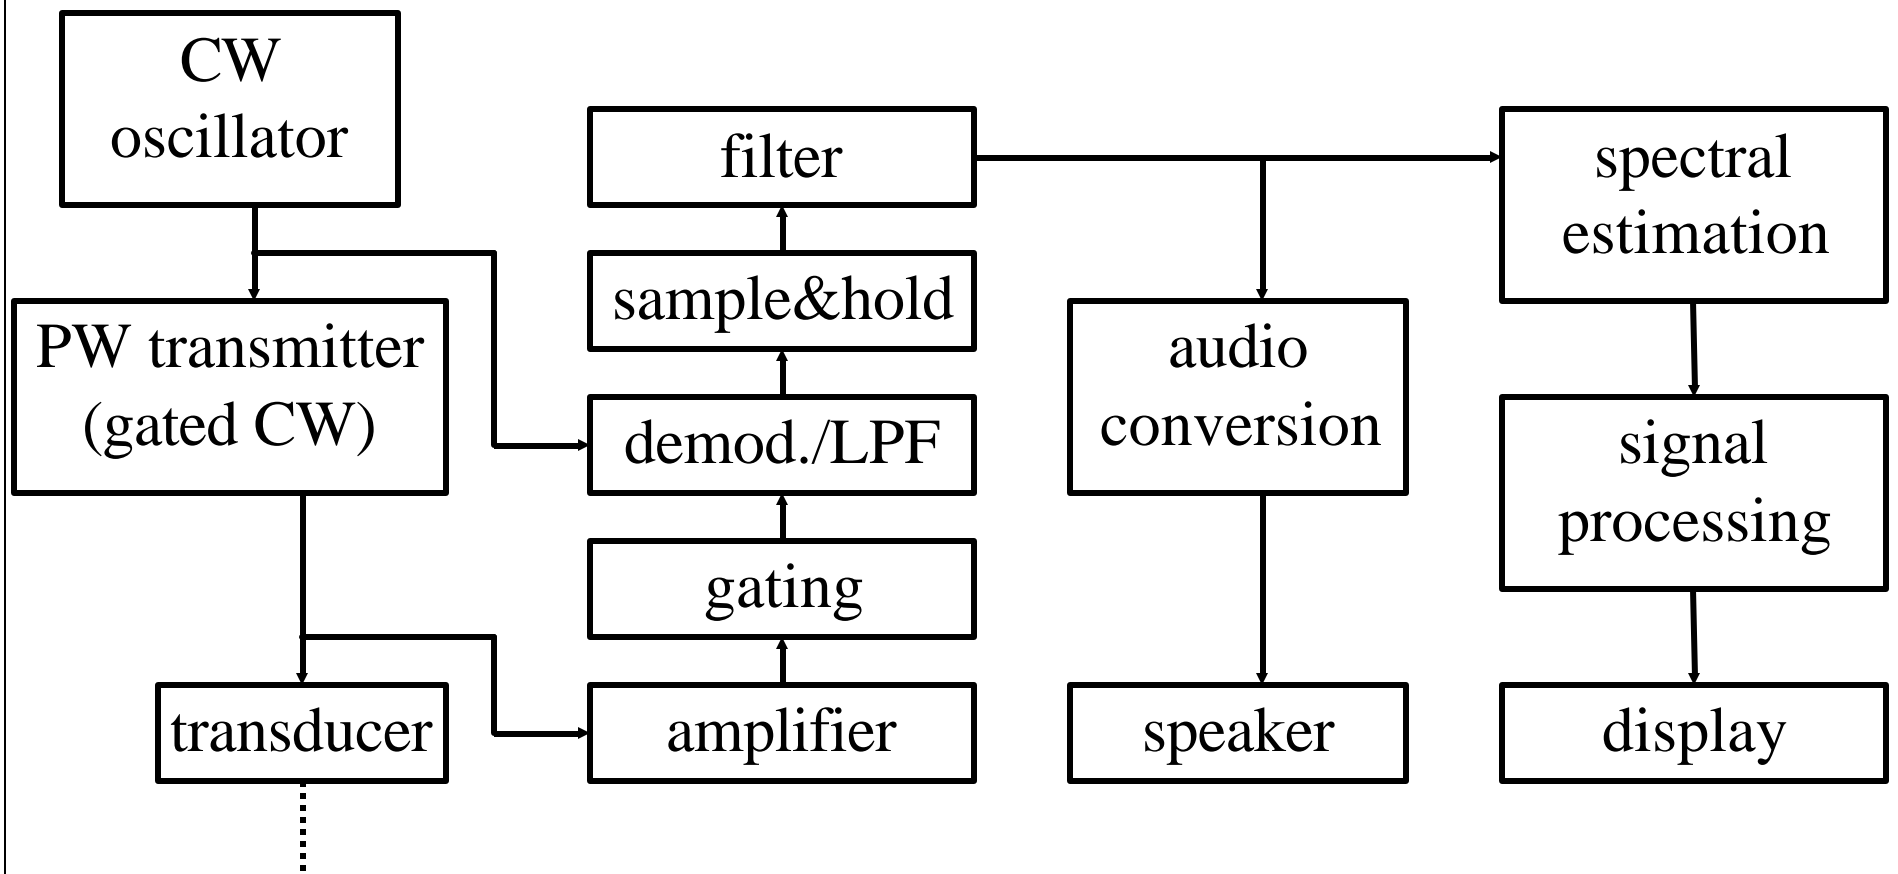 CW
oscillator
PW transmitter
(gated CW)
transducer
filter
sample&hold
demod./LPF
gating
amplifier
audio
conversion
speaker
spectral
estimation
signal
processing
display